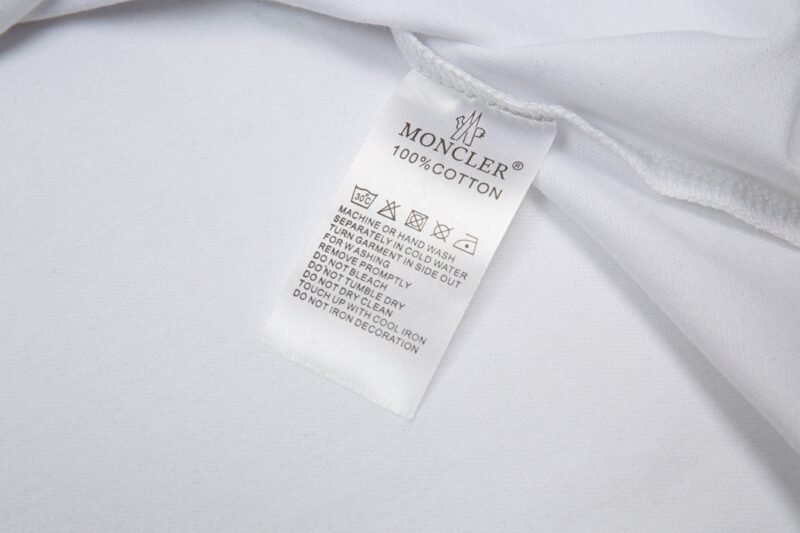 MONCLER®
100%COTTON
30°C
MACHINE OR HAND WASH
SEPARATELY IN COLD WATER
TURN GARMENT IN SIDE OUT
FOR WASHING
REMOVE PROMPTLY
DO NOT BLEACH
DO NOT TUMBLE DRY
DO NOT DRY CLEAN
TOUCH UP WITH COOL IRON
DO NOT IRON DECORATION